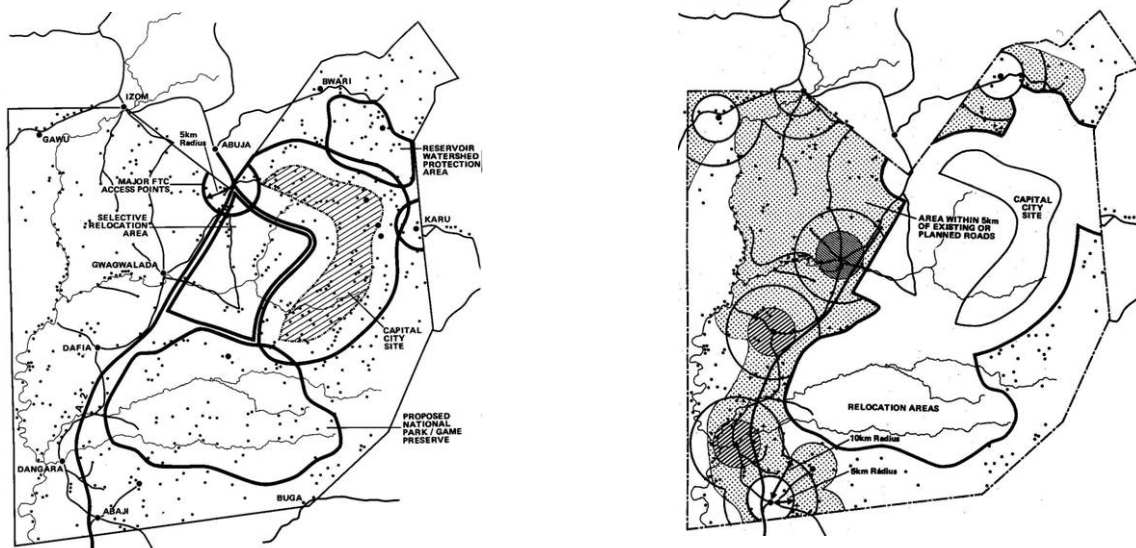 BWARI
IZOM
5km
Radius
ABUJA
GAWU
RESERVOIR
WATERSHED
PROTECTION
AREA
MAJOR FTC
ACCESS POINTS
SELECTIVE
RELOCATION
AREA
KARU
GWAGWALADA
CAPITAL
CITY
SITE
DAFIA
A-2
PROPOSED
NATIONAL
PARK / GAME
PRESERVE
DANGARA
BUGA
ABAJI
CAPITAL
CITY
SITE
AREA WITHIN 5km
OF EXISTING OR
PLANNED ROADS
RELOCATION AREAS
10km Radius
5km Radius